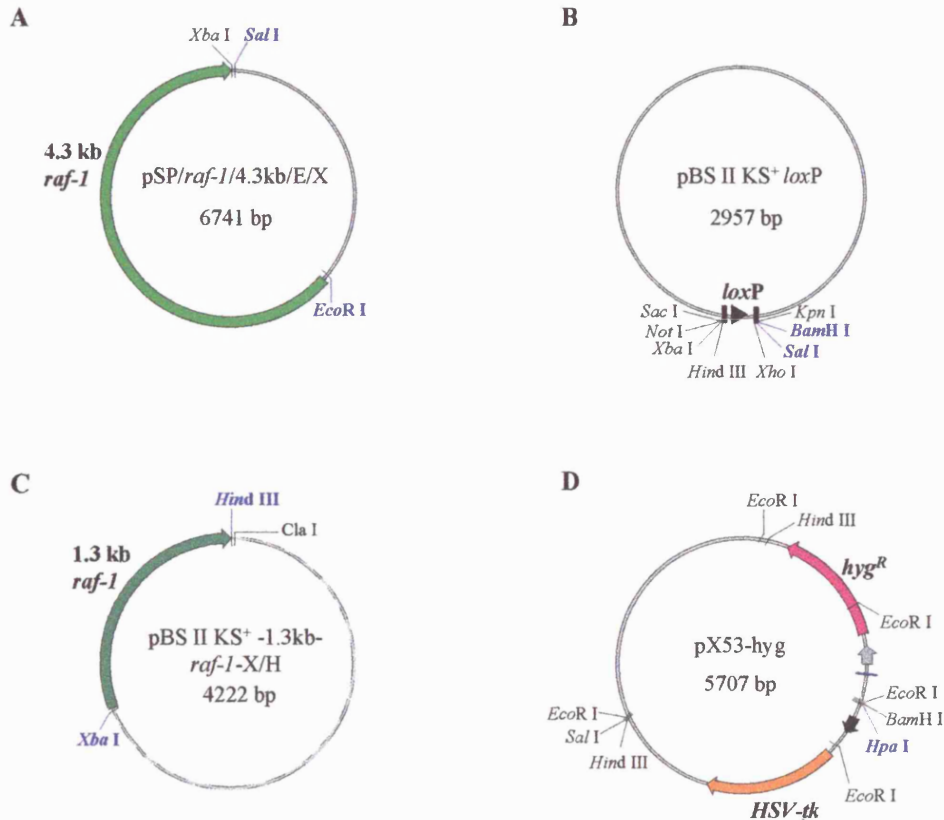 A
Xba I
Sal I
4.3 kb
raf-1
pSP/raf-1/4.3kb/E/X
6741 bp
EcoR I
B
pBS II KS+ loxP
2957 bp
loxP
Sac I
Kpn I
Not I
BamH I
Xba I
Sal I
Hind III
Xho I
C
Hind III
Cla I
1.3 kb
raf-1
pBS II KS+ -1.3kb-
raf-1-X/H
4222 bp
Xba I
D
EcoR I
Hind III
hygR
EcoR I
pX53-hyg
5707 bp
EcoR I
BamH I
Hpa I
EcoR I
Sal I
Hind III
EcoR I
HSV-tk